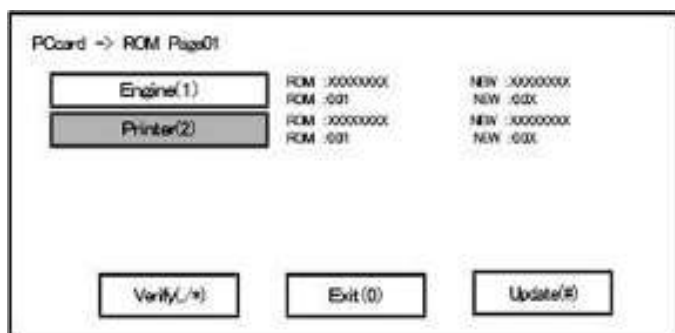 PCcard -> ROM Page01
Engine(1) ROM :XXXXXXXX NEW :XXXXXXXX
ROM :001 NEW :00X
Printer(2) ROM :XXXXXXXX NEW :XXXXXXXX
ROM :001 NEW :00X
Verify(./*) Exit(0) Update(#)